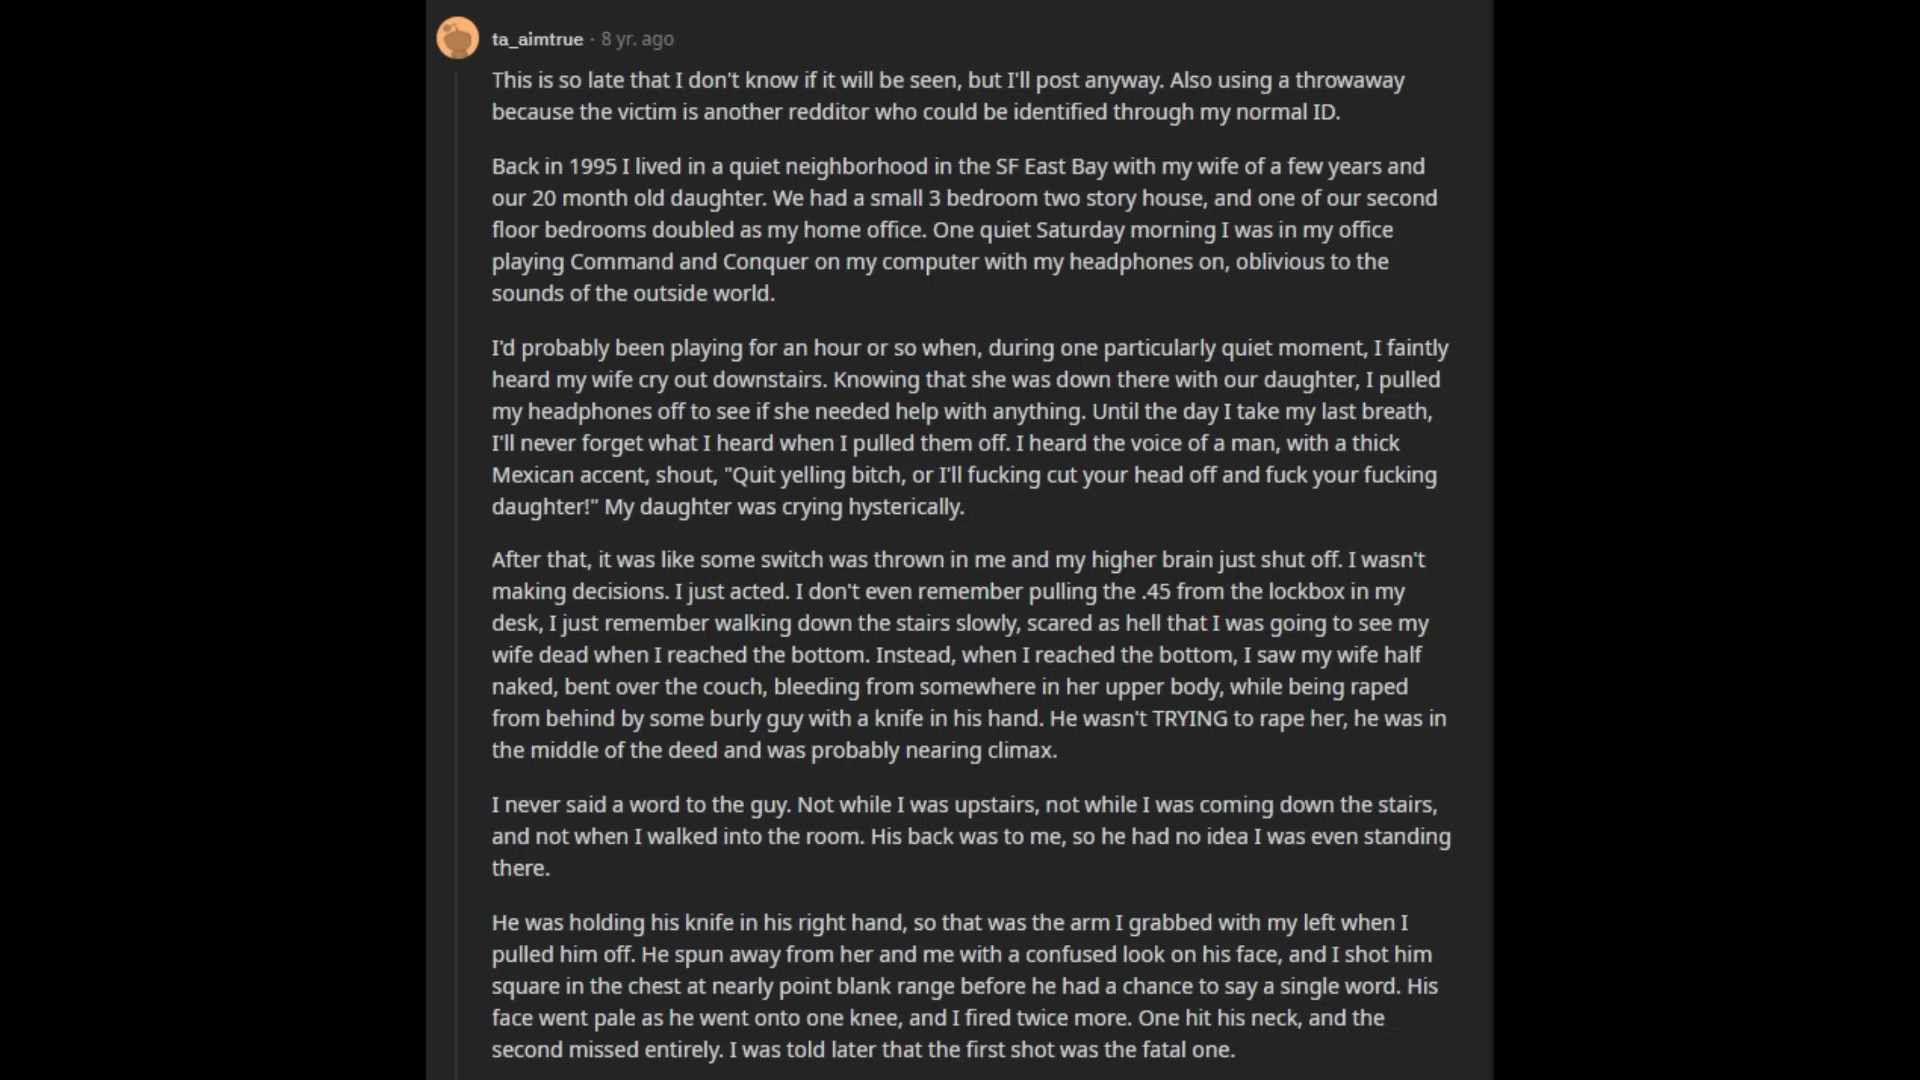 ta_aimtrue · 8 yr. ago
This is so late that I don't know if it will be seen, but I'll post anyway. Also using a throwaway
because the victim is another redditor who could be identified through my normal ID.
Back in 1995 I lived in a quiet neighborhood in the SF East Bay with my wife of a few years and
our 20 month old daughter. We had a small 3 bedroom two story house, and one of our second
floor bedrooms doubled as my home office. One quiet Saturday morning I was in my office
playing Command and Conquer on my computer with my headphones on, oblivious to the
sounds of the outside world.
I'd probably been playing for an hour or so when, during one particularly quiet moment, I faintly
heard my wife cry out downstairs. Knowing that she was down there with our daughter, I pulled
my headphones off to see if she needed help with anything. Until the day I take my last breath,
I'll never forget what I heard when I pulled them off. I heard the voice of a man, with a thick
Mexican accent, shout, "Quit yelling bitch, or I'll fucking cut your head off and fuck your fucking
daughter!" My daughter was crying hysterically.
After that, it was like some switch was thrown in me and my higher brain just shut off. I wasn't
making decisions. I just acted. I don't even remember pulling the .45 from the lockbox in my
desk, I just remember walking down the stairs slowly, scared as hell that I was going to see my
wife dead when I reached the bottom. Instead, when I reached the bottom, I saw my wife half
naked, bent over the couch, bleeding from somewhere in her upper body, while being raped
from behind by some burly guy with a knife in his hand. He wasn't TRYING to rape her, he was in
the middle of the deed and was probably nearing climax.
I never said a word to the guy. Not while I was upstairs, not while I was coming down the stairs,
and not when I walked into the room. His back was to me, so he had no idea I was even standing
there.
He was holding his knife in his right hand, so that was the arm I grabbed with my left when I
pulled him off. He spun away from her and me with a confused look on his face, and I shot him
square in the chest at nearly point blank range before he had a chance to say a single word. His
face went pale as he went onto one knee, and I fired twice more. One hit his neck, and the
second missed entirely. I was told later that the first shot was the fatal one.